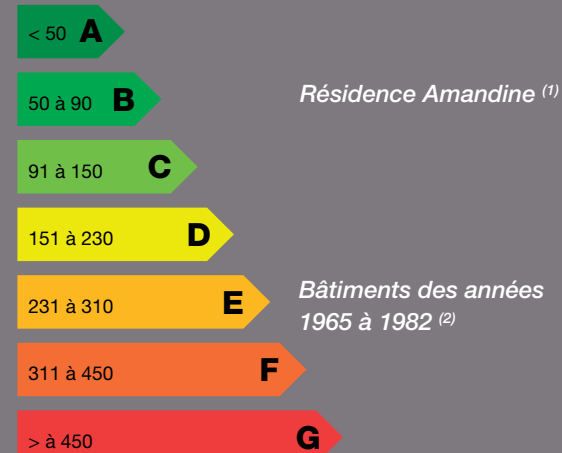 < 50 A
50 à 90 B
Résidence Amandine (1)
91 à 150 C
151 à 230 D
231 à 310 E
Bâtiments des années
1965 à 1982 (2)
311 à 450 F
> à 450 G